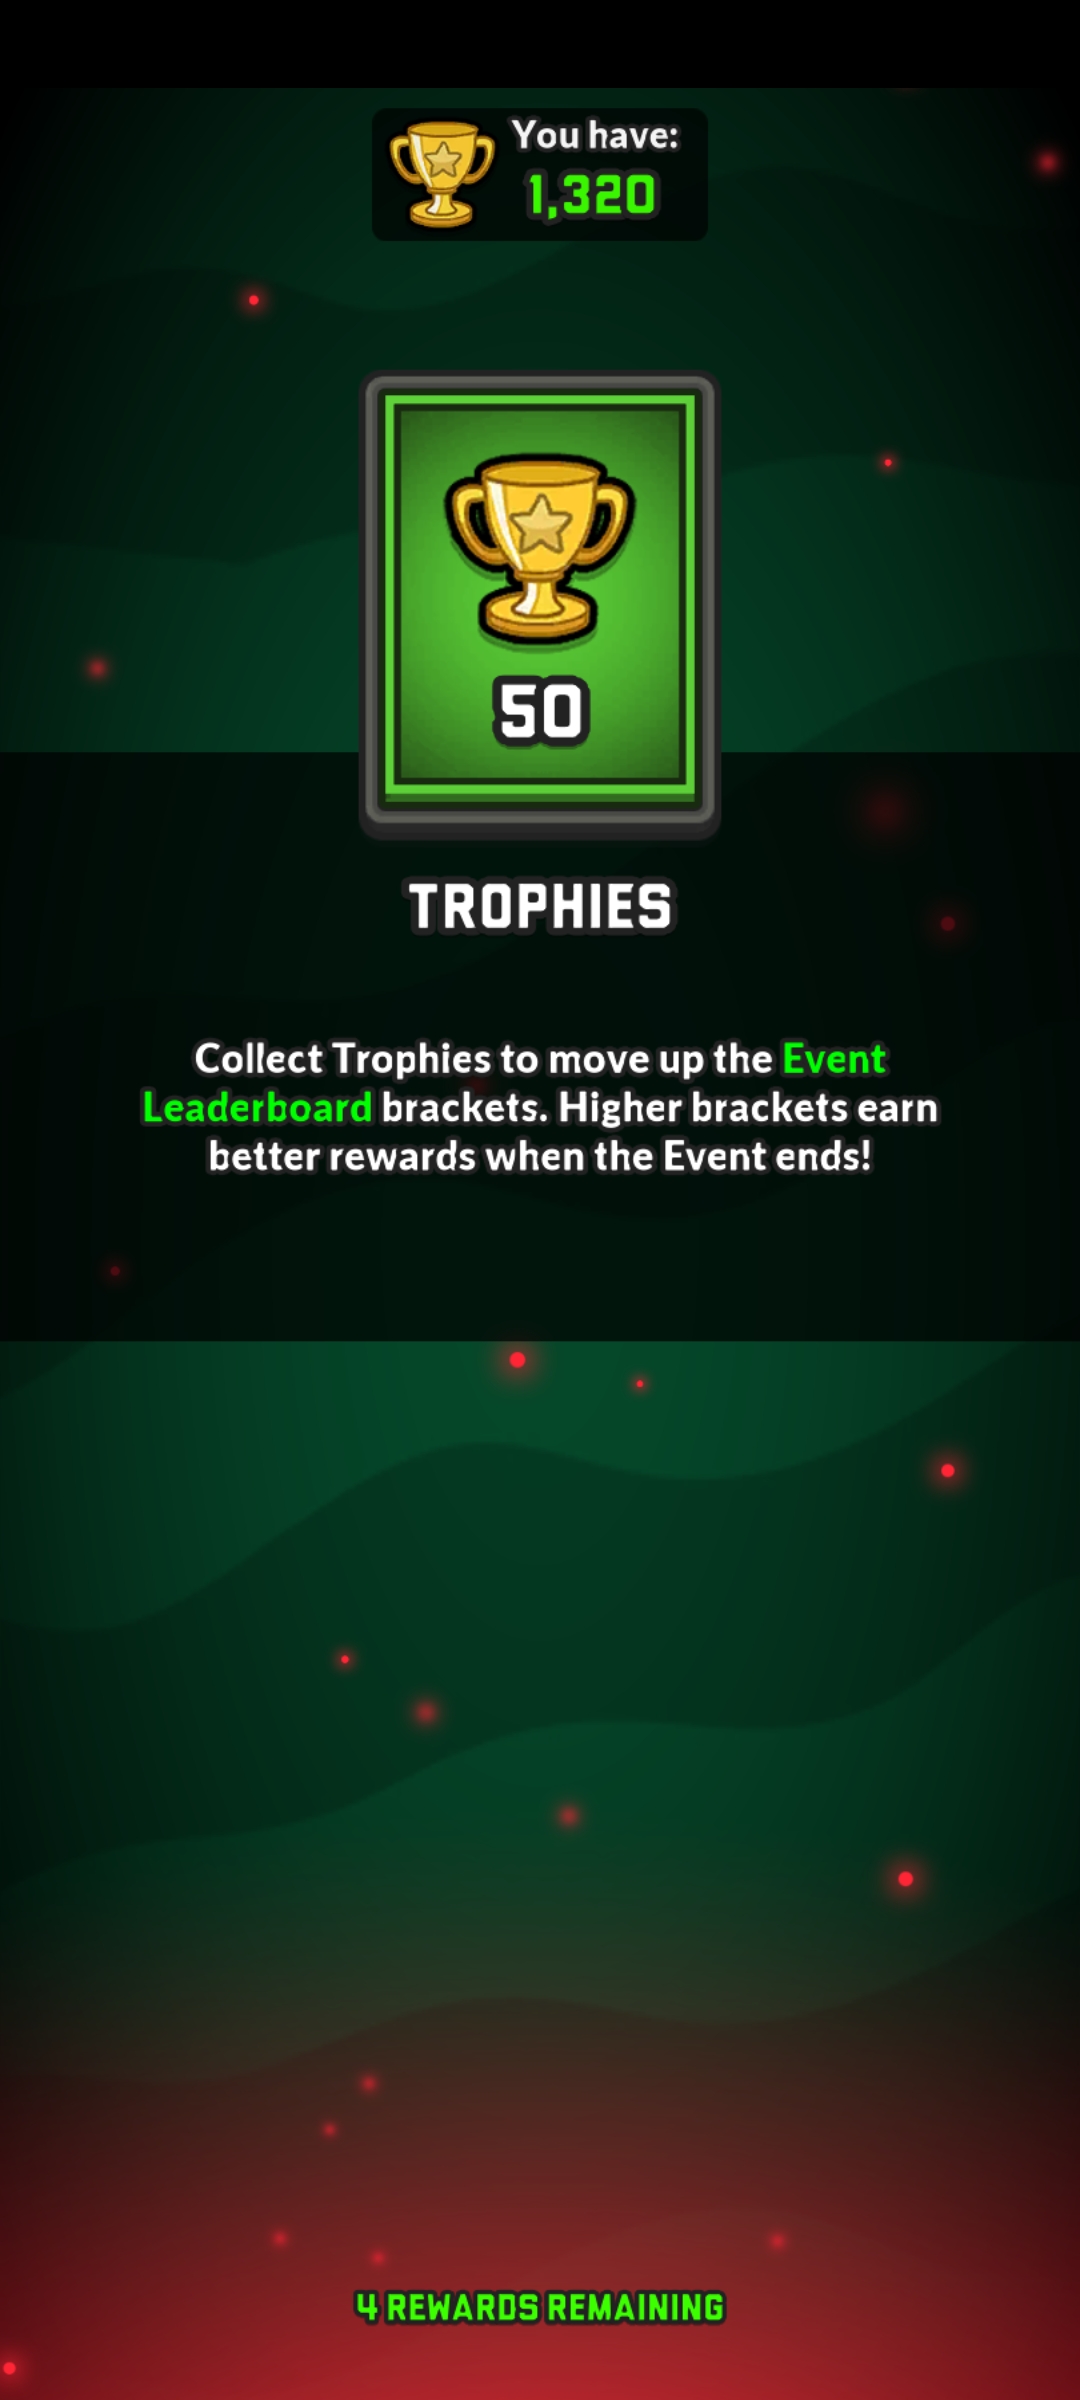 You have:
1,320
50
TROPHIES
Collect Trophies to move up the Event
Leaderboard brackets. Higher brackets earn
better rewards when the Event ends!
4 REWARDS REMAINING